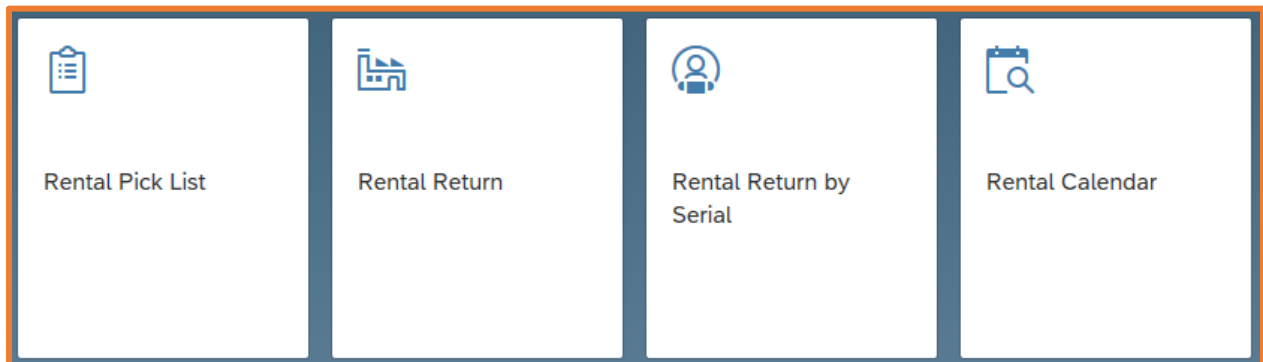 Rental Pick List
Rental Return
Rental Return by
Serial
Rental Calendar